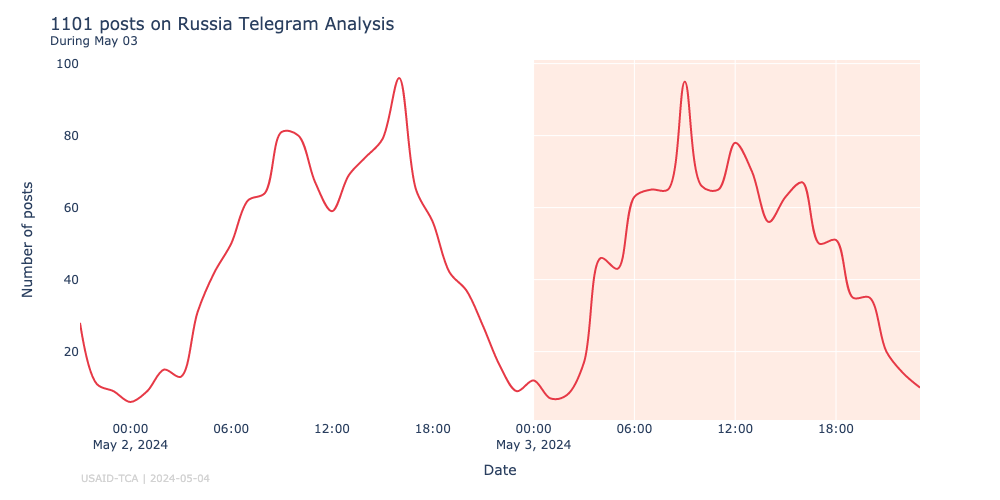 1101 posts on Russia Telegram Analysis
During May 03
100
80
60
40
20
Number of posts
00:00 06:00 12:00 18:00 00:00 06:00 12:00 18:00
May 2, 2024 May 3, 2024
Date
USAID-TCA | 2024-05-04